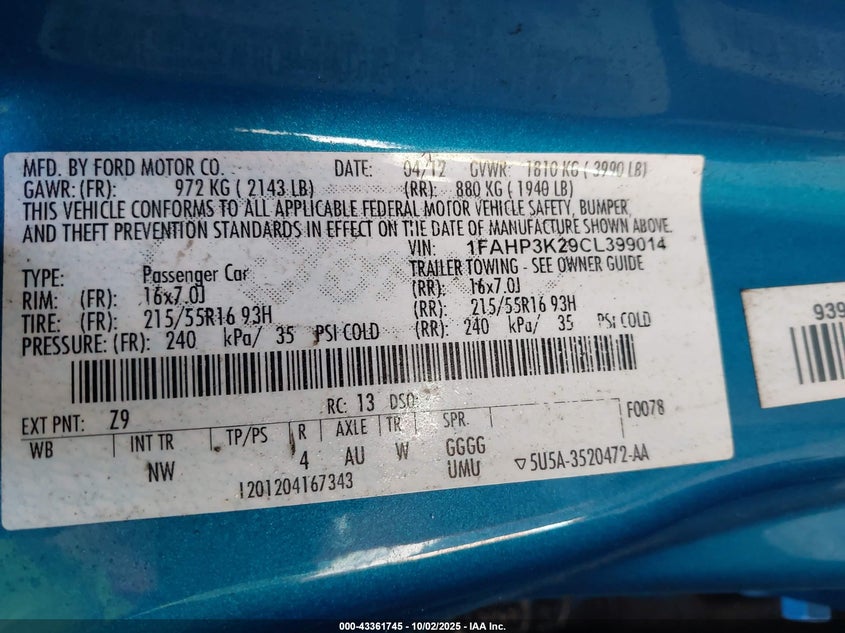 MFD. BY FORD MOTOR CO. DATE: 04/12 GVWR: 1810 KG ( 3990 LB)
GAWR: (FR): 972 KG ( 2143 LB) (RR): 880 KG ( 1940 LB)
THIS VEHICLE CONFORMS TO ALL APPLICABLE FEDERAL MOTOR VEHICLE SAFETY, BUMPER,
AND THEFT PREVENTION STANDARDS IN EFFECT ON THE DATE OF MANUFACTURE SHOWN ABOVE.
VIN: 1FAHP3K29CL399014
TYPE: Passenger Car TRAILER TOWING - SEE OWNER GUIDE
RIM: (FR): 16x7.0J (RR): 16x7.0J
TIRE: (FR): 215/55R16 93H (RR): 215/55R16 93H
PRESSURE: (FR): 240 kPa/ 35 PSI COLD (RR): 240 kPa/ 35 PSI COLD
939
RC: 13 DSO:
EXT PNT: Z9 F0078
WB INT TR TP/PS R AXLE TR SPR.
NW 4 AU W GGGG
UMU ▽5U5A-3520472-AA
I201204167343
000-43361745 - 10/02/2025 - IAA Inc.